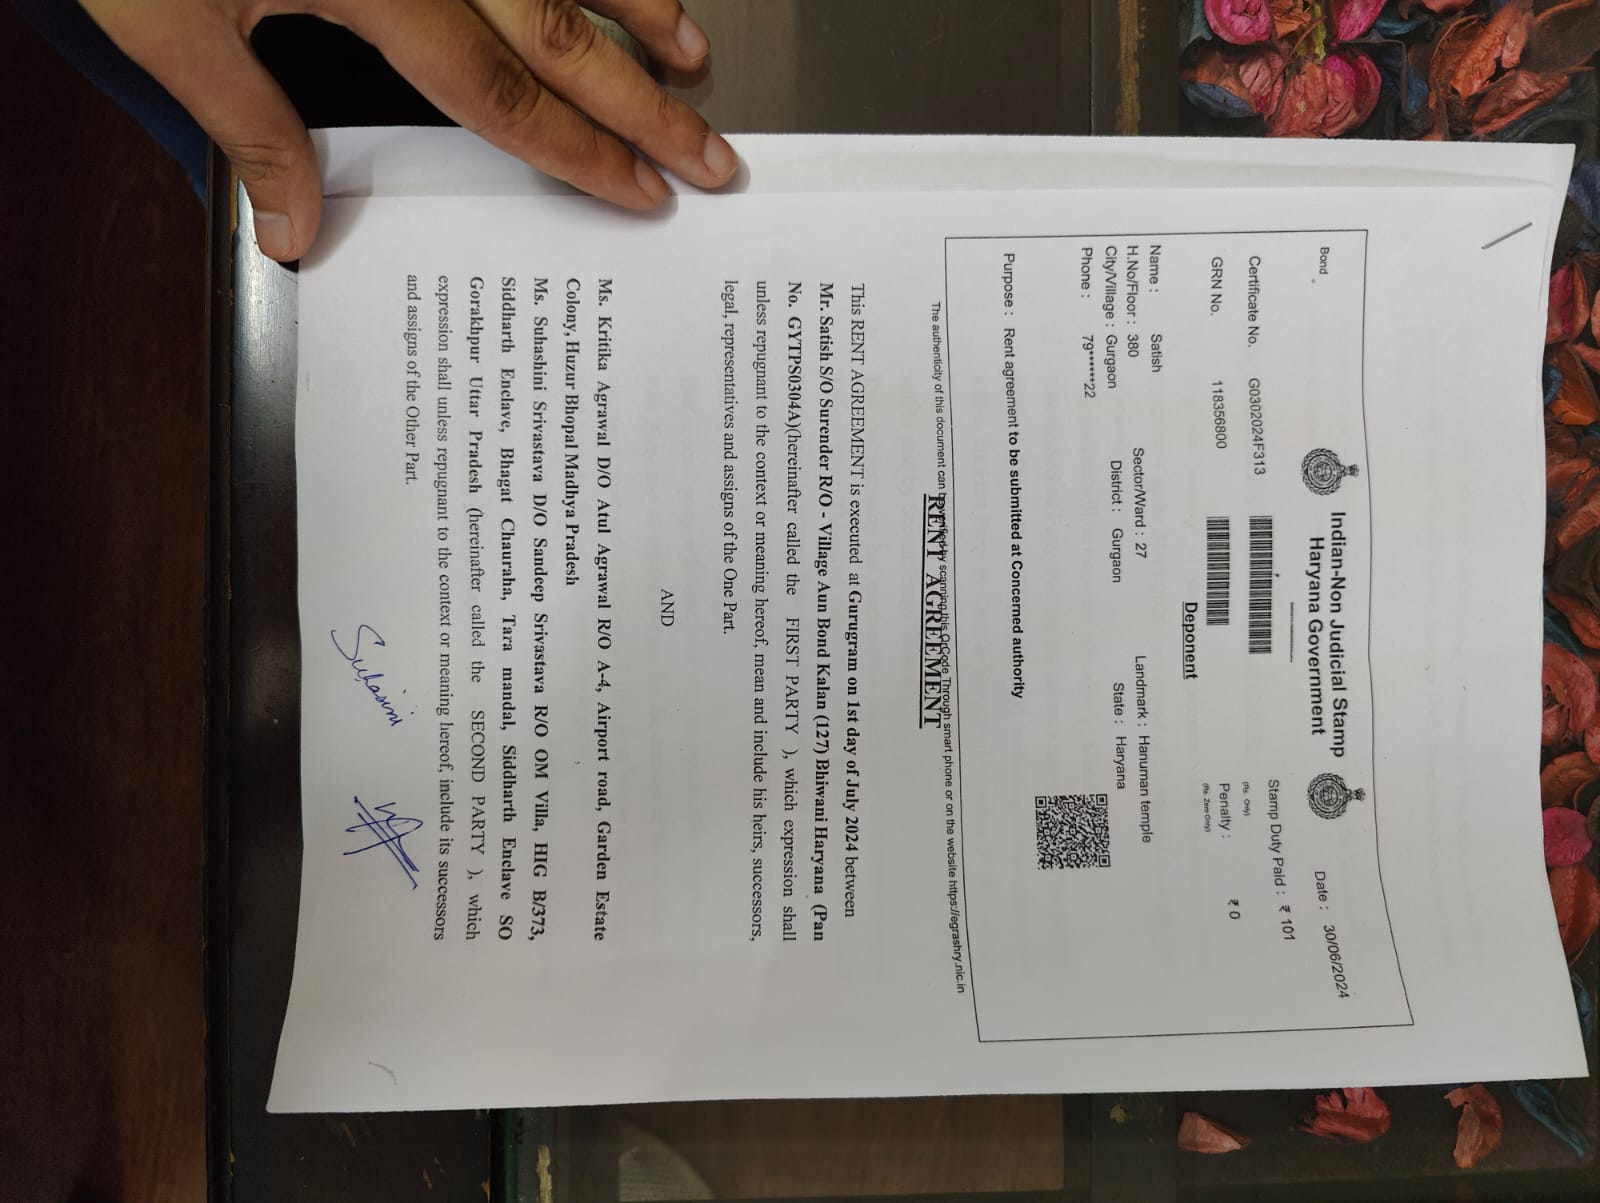 Bond
Indian-Non Judicial Stamp
Haryana Government
Date : 30/06/2024
Certificate No. G0302024F313
Stamp Duty Paid : ₹ 101
(Rs. Only)
GRN No. 118356800
Penalty : ₹ 0
(Rs. Zero Only)
Deponent
Name : Satish
H.No/Floor : 380 Sector/Ward : 27 Landmark : Hanuman temple
City/Village : Gurgaon District : Gurgaon State : Haryana
Phone : 79******22
Purpose : Rent agreement to be submitted at Concerned authority
The authenticity of this document can be verified by scanning this QrCode Through smart phone or on the website https://egrashry.nic.in
RENT AGREEMENT
This RENT AGREEMENT is executed at Gurugram on 1st day of July 2024 between
Mr. Satish S/O Surender R/O - Village Aun Bond Kalan (127) Bhiwani Haryana (Pan
No. GYTPS0304A)(hereinafter called the FIRST PARTY ), which expression shall
unless repugnant to the context or meaning hereof, mean and include his heirs, successors,
legal, representatives and assigns of the One Part.
AND
Ms. Kritika Agrawal D/O Atul Agrawal R/O A-4, Airport road, Garden Estate
Colony, Huzur Bhopal Madhya Pradesh
Ms. Suhashini Srivastava D/O Sandeep Srivastava R/O OM Villa, HIG B/373,
Siddharth Enclave, Bhagat Chauraha, Tara mandal, Siddharth Enclave SO
Gorakhpur Uttar Pradesh (hereinafter called the SECOND PARTY ), which
expression shall unless repugnant to the context or meaning hereof, include its successors
and assigns of the Other Part.
Suhasini